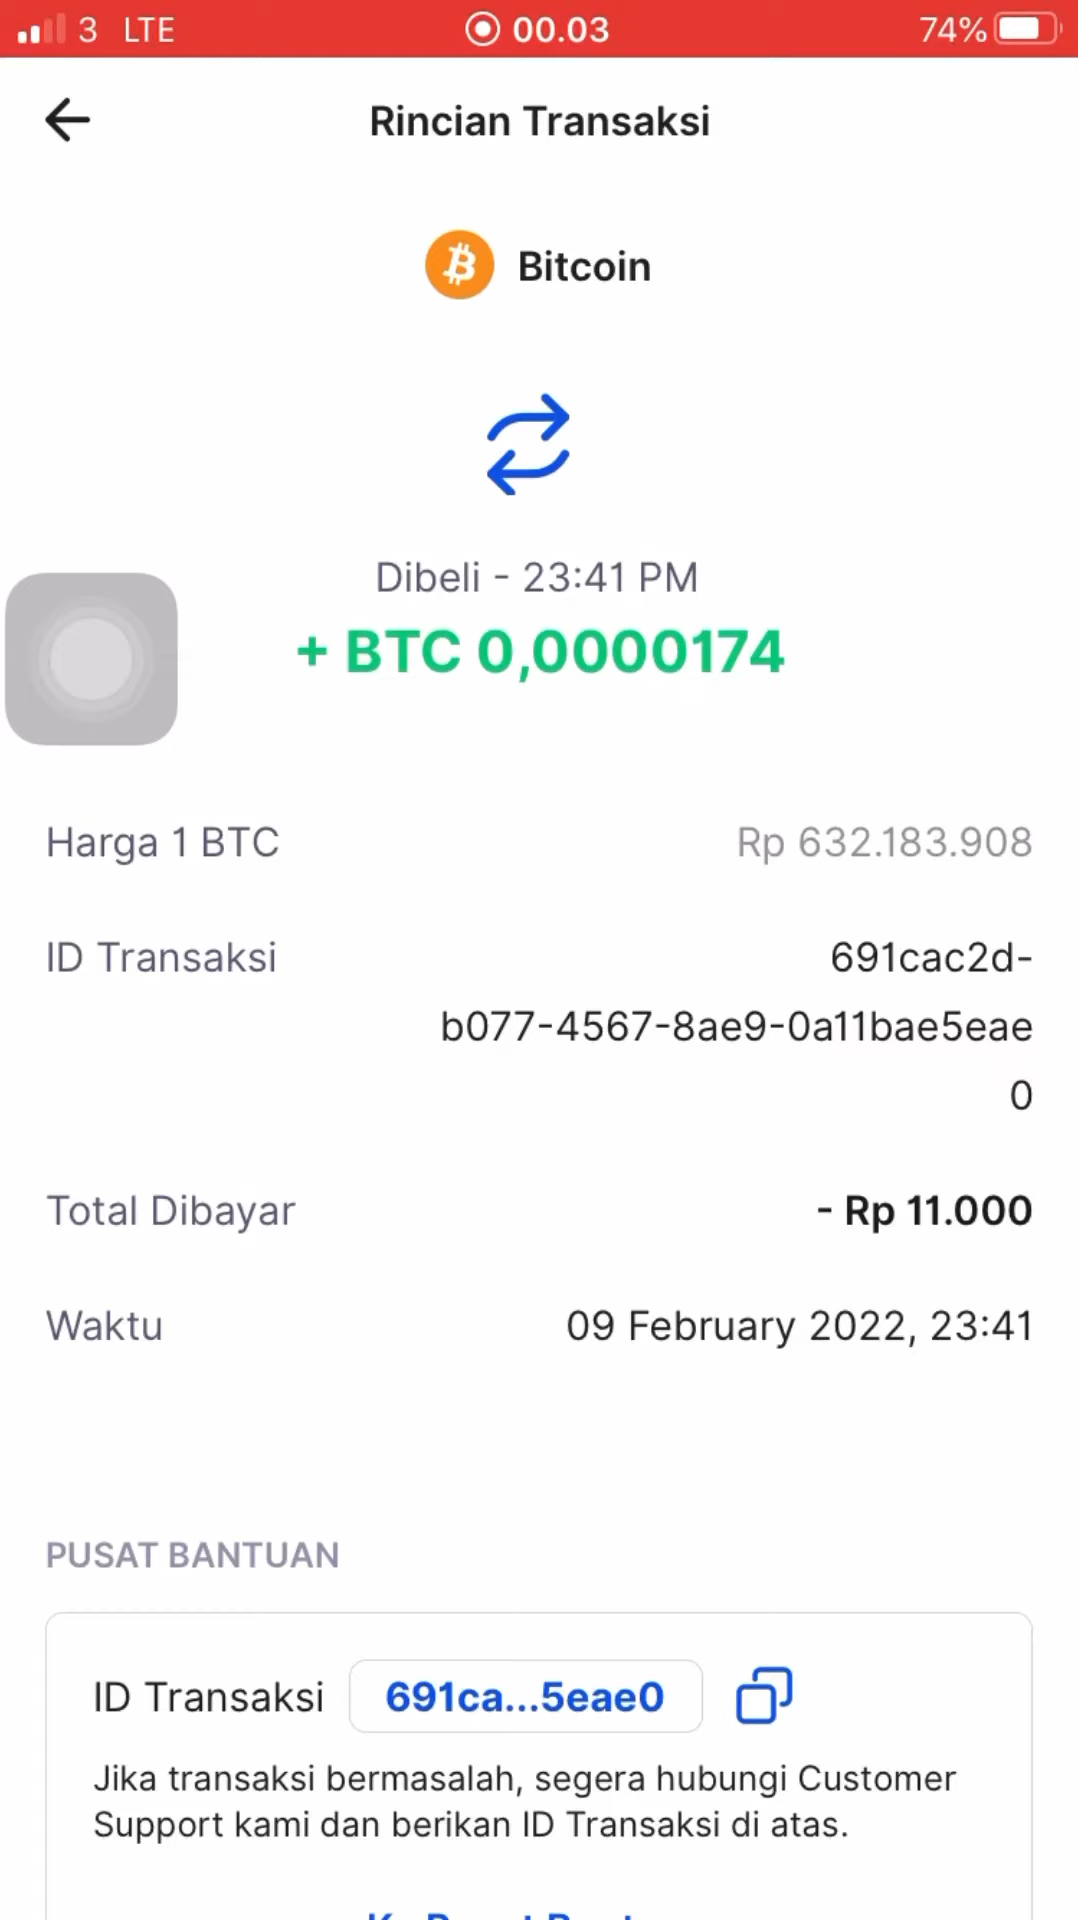 3 LTE 00.03 74%
Rincian Transaksi
Bitcoin
Dibeli - 23:41 PM
+ BTC 0,0000174
Harga 1 BTC Rp 632.183.908
ID Transaksi 691cac2d-
b077-4567-8ae9-0a11bae5eae
0
Total Dibayar - Rp 11.000
Waktu 09 February 2022, 23:41
PUSAT BANTUAN
ID Transaksi 691ca...5eae0
Jika transaksi bermasalah, segera hubungi Customer
Support kami dan berikan ID Transaksi di atas.